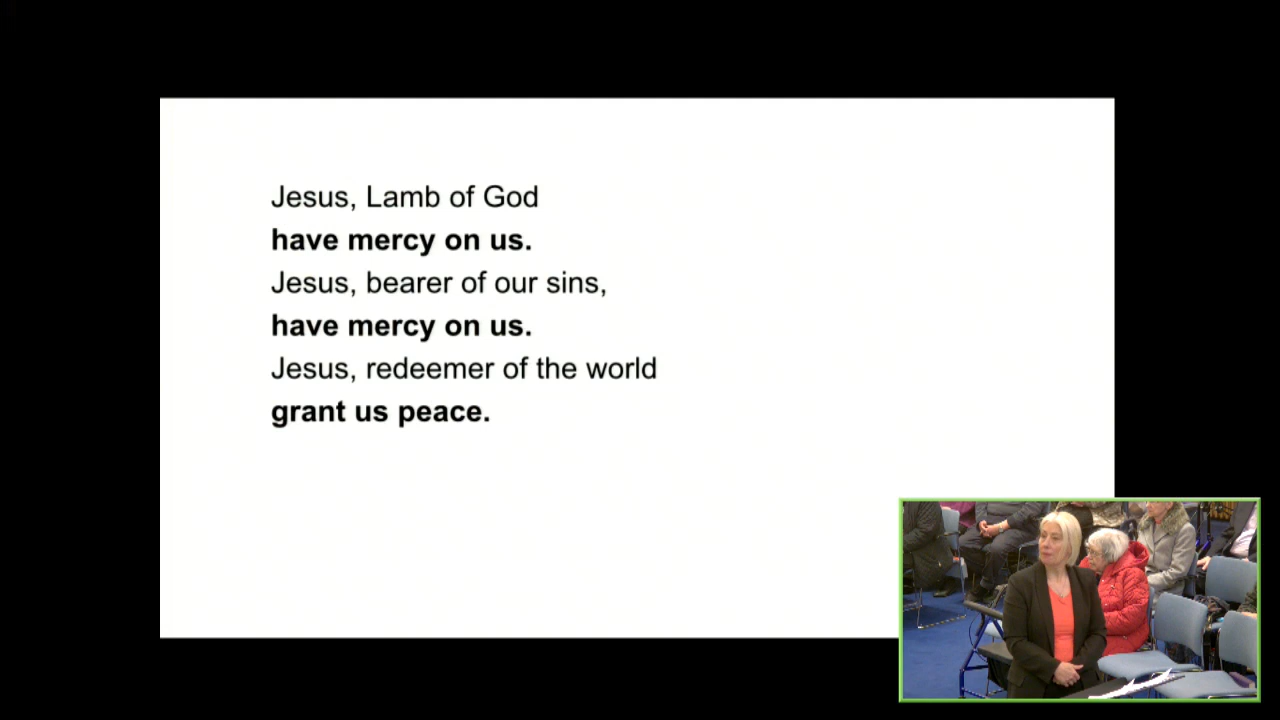 Jesus, Lamb of God
have mercy on us.
Jesus, bearer of our sins,
have mercy on us.
Jesus, redeemer of the world
grant us peace.